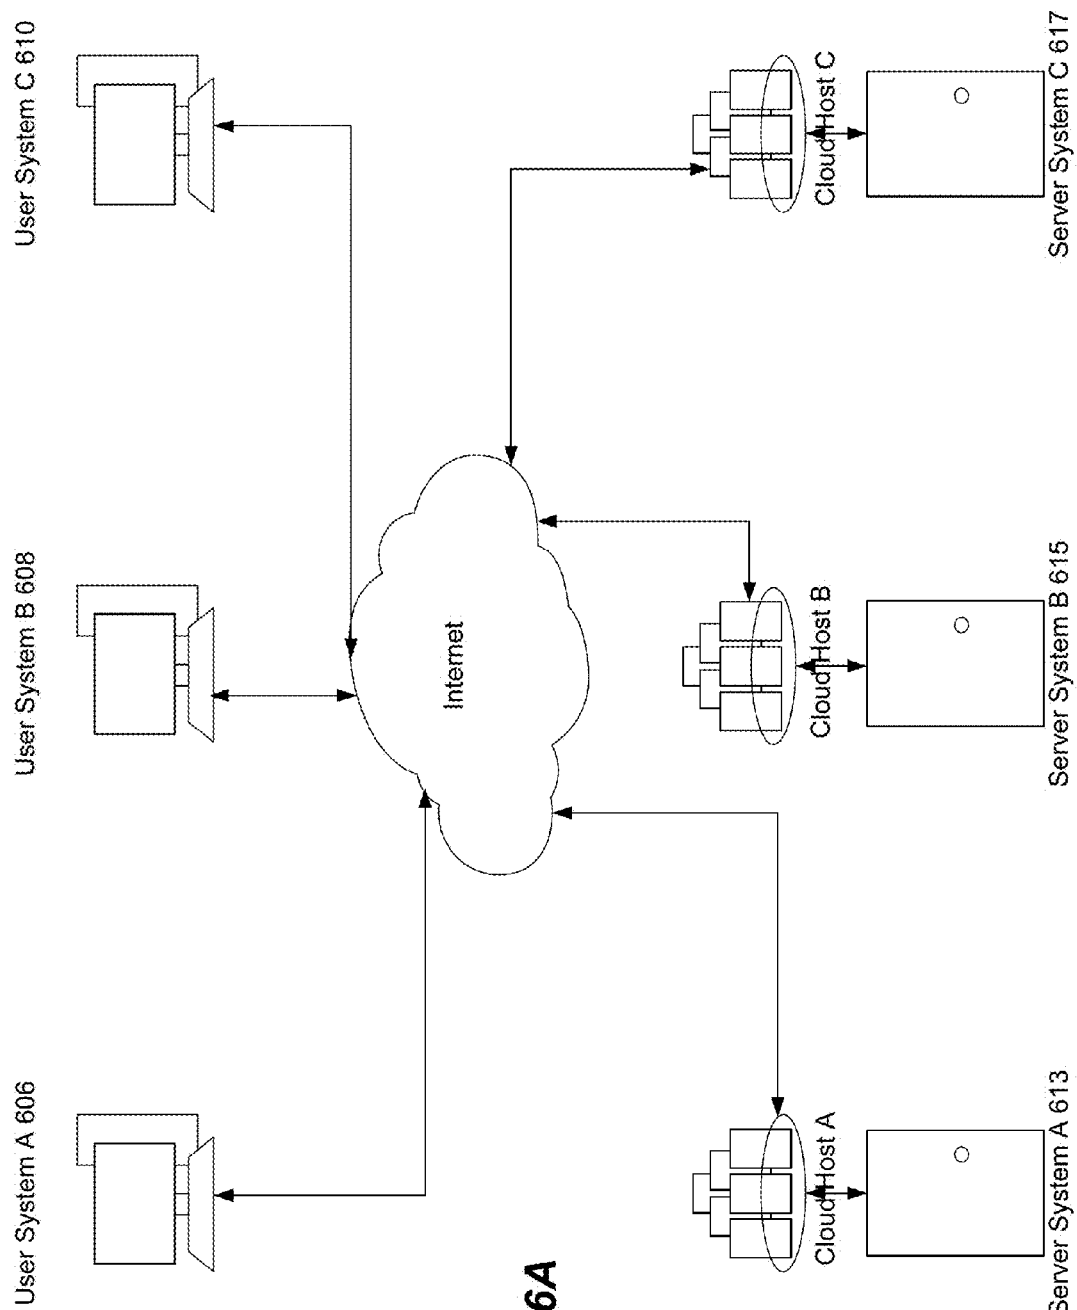 User System A 606
User System B 608
User System C 610
Internet
Cloud Host A
Cloud Host B
Cloud Host C
Server System A 613
Server System B 615
Server System C 617
6A